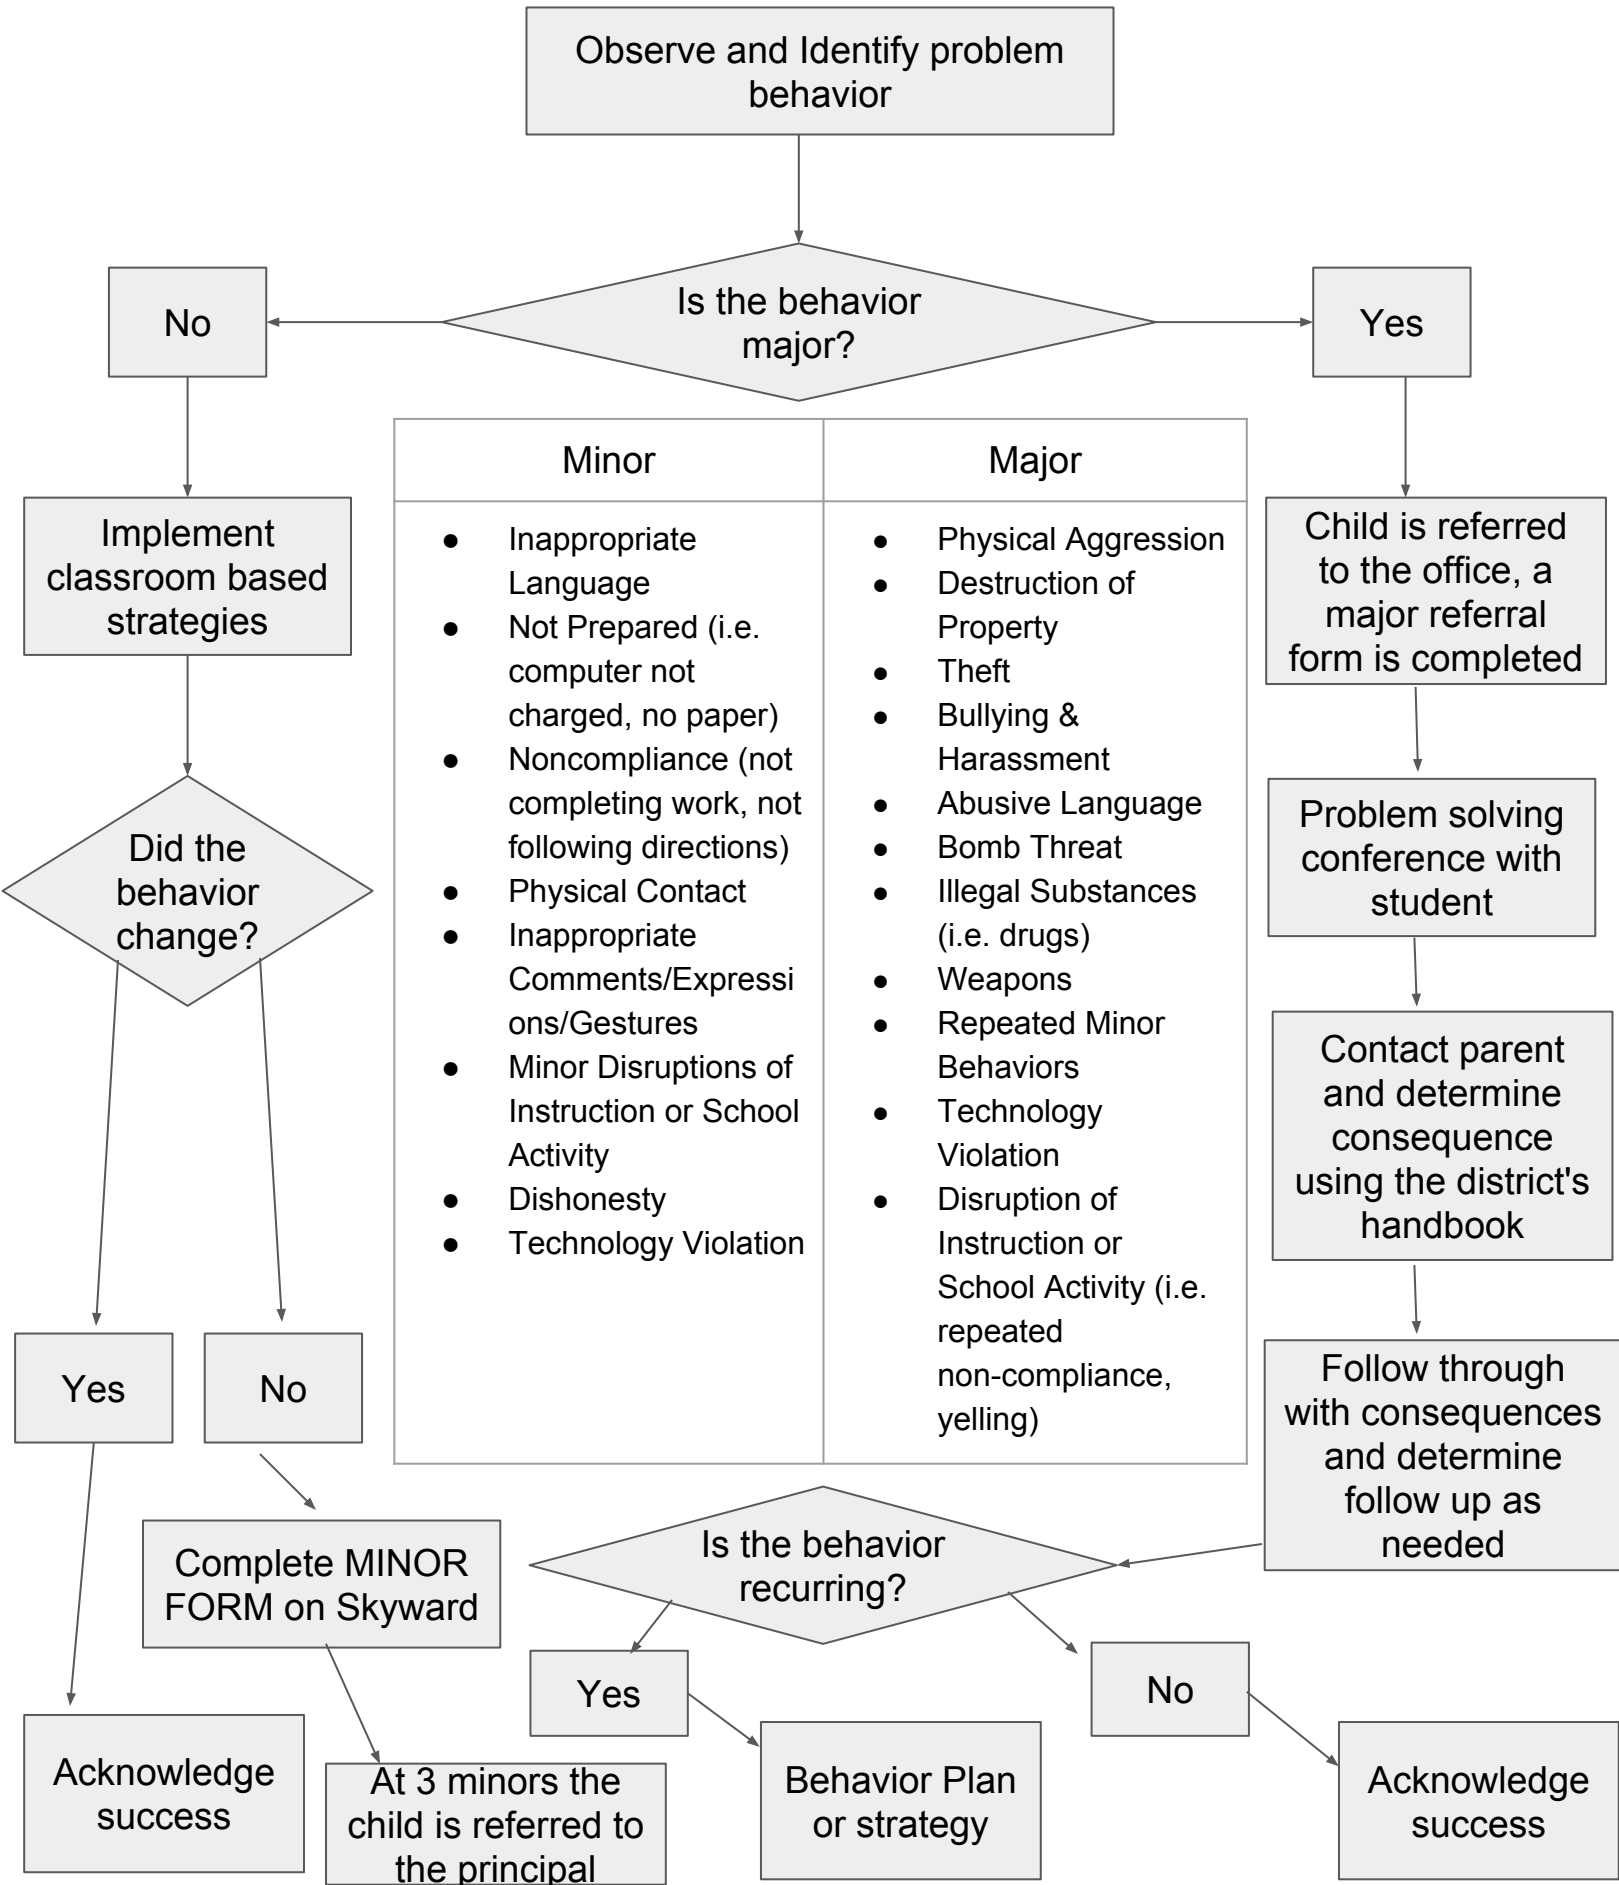 Observe and Identify problem
behavior
Is the behavior
major?
No
Yes
Implement
classroom based
strategies
Did the
behavior
change?
Yes
No
Complete MINOR
FORM on Skyward
Acknowledge
success
At 3 minors the
child is referred to
the principal
Minor
● Inappropriate
Language
● Not Prepared (i.e.
computer not
charged, no paper)
● Noncompliance (not
completing work, not
following directions)
● Physical Contact
● Inappropriate
Comments/Expressi
ons/Gestures
● Minor Disruptions of
Instruction or School
Activity
● Dishonesty
● Technology Violation
Major
● Physical Aggression
● Destruction of
Property
● Theft
● Bullying &
Harassment
● Abusive Language
● Bomb Threat
● Illegal Substances
(i.e. drugs)
● Weapons
● Repeated Minor
Behaviors
● Technology
Violation
● Disruption of
Instruction or
School Activity (i.e.
repeated
non-compliance,
yelling)
Child is referred
to the office, a
major referral
form is completed
Problem solving
conference with
student
Contact parent
and determine
consequence
using the district's
handbook
Follow through
with consequences
and determine
follow up as
needed
Is the behavior
recurring?
Yes
No
Behavior Plan
or strategy
Acknowledge
success